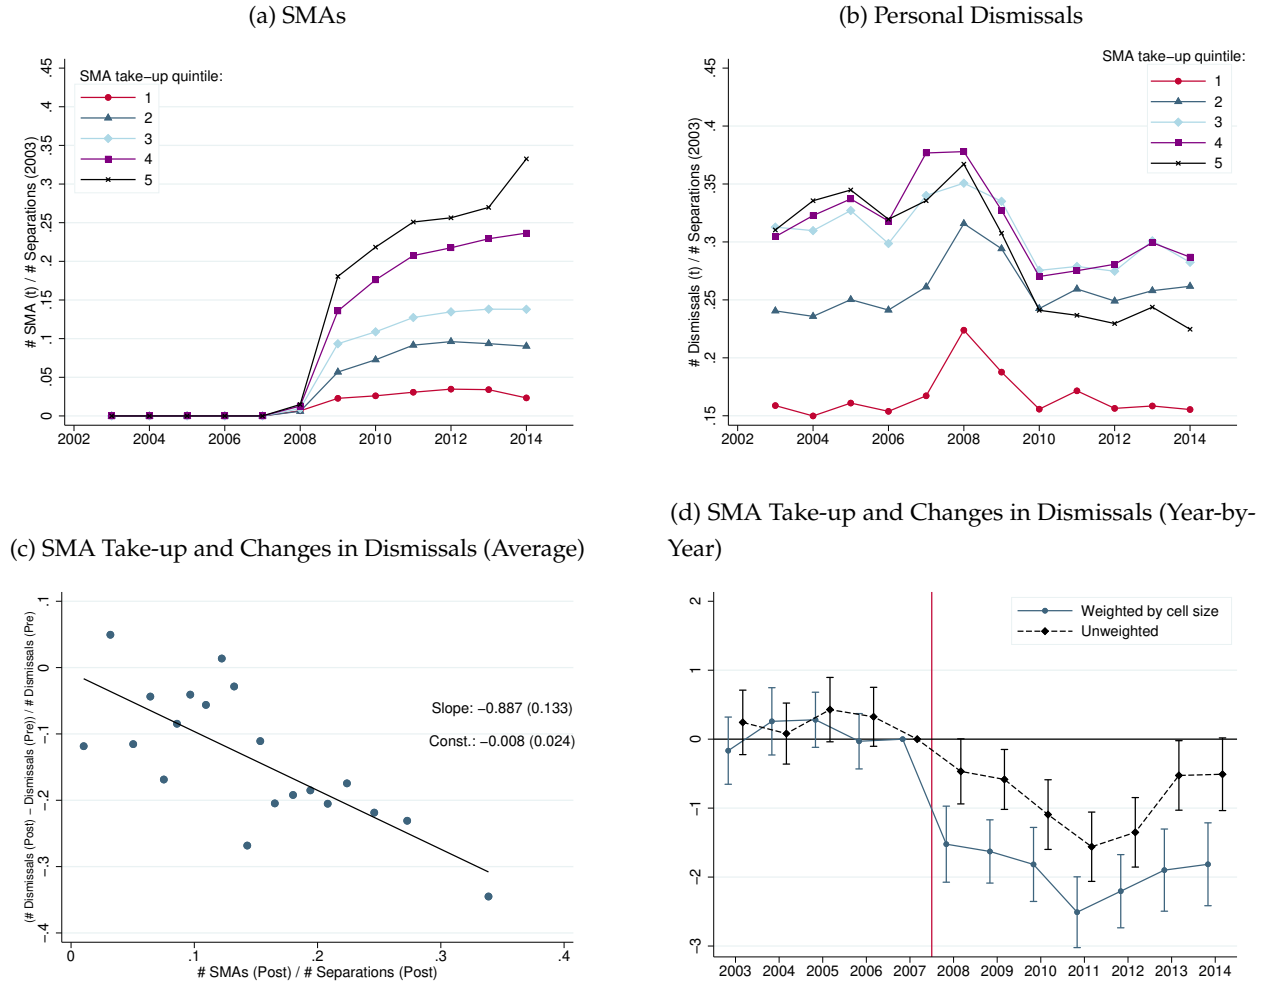 (a) SMAs
SMA take−up quintile:
1
2
3
4
5
# SMA (t) / # Separations (2003)
.45
.4
.35
.3
.25
.2
.15
.1
.05
0
2002 2004 2006 2008 2010 2012 2014
(b) Personal Dismissals
SMA take−up quintile:
1
2
3
4
5
# Dismissals (t) / # Separations (2003)
.45
.4
.35
.3
.25
.2
.15
2002 2004 2006 2008 2010 2012 2014
(c) SMA Take-up and Changes in Dismissals (Average)
(# Dismissals (Post) − Dismissals (Pre)) / # Dismissals (Pre)
.1
0
−.1
−.2
−.3
−.4
Slope: −0.887 (0.133)
Const.: −0.008 (0.024)
0 .1 .2 .3 .4
# SMAs (Post) / # Separations (Post)
(d) SMA Take-up and Changes in Dismissals (Year-by-
Year)
Weighted by cell size
Unweighted
2
1
0
−1
−2
−3
2003 2004 2005 2006 2007 2008 2009 2010 2011 2012 2013 2014